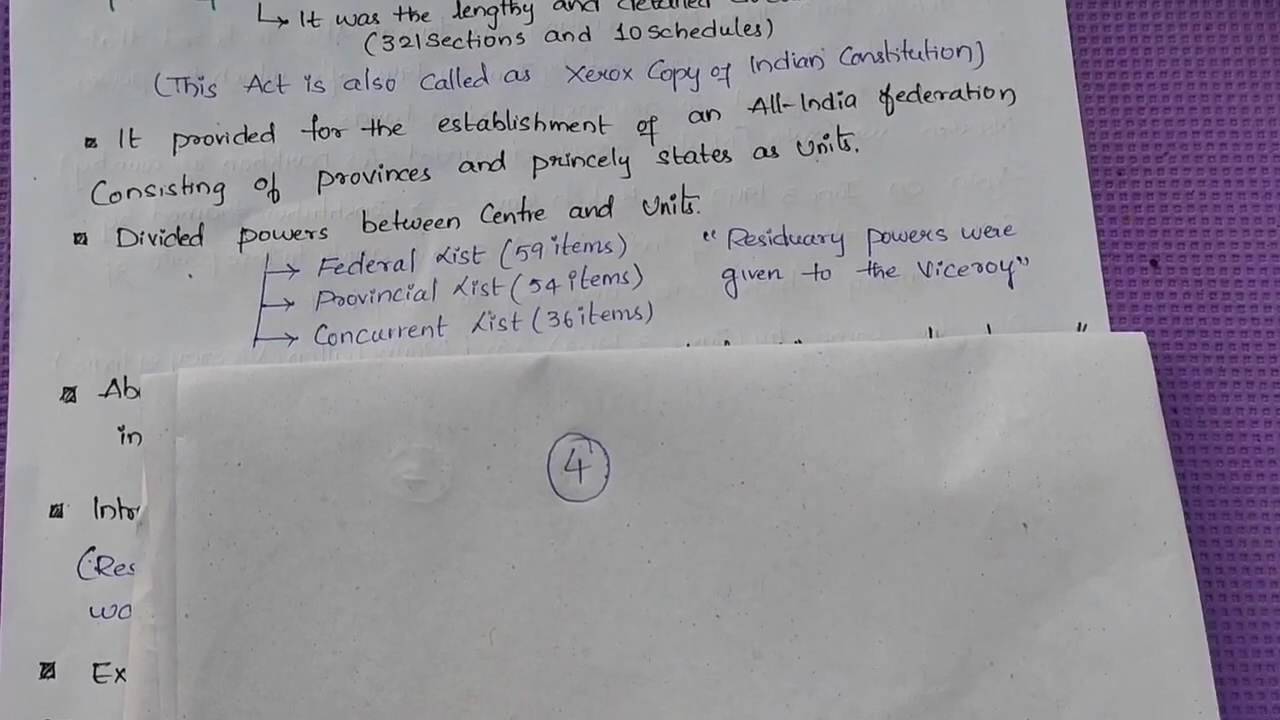 ↳ It was the lengthy and detailed
(321 Sections and 10 Schedules)
(This Act is also Called as Xerox Copy of Indian Constitution)
It provided for the establishment of an All-India federation
Consisting of provinces and princely states as Units.
Divided powers between Centre and Units.
→ Federal List (59 items)
→ Provincial List (54 items)
→ Concurrent List (36 items)
"Residuary powers were
given to the Viceroy"
Ab
in
Intr
(Res
wo
Ex
4